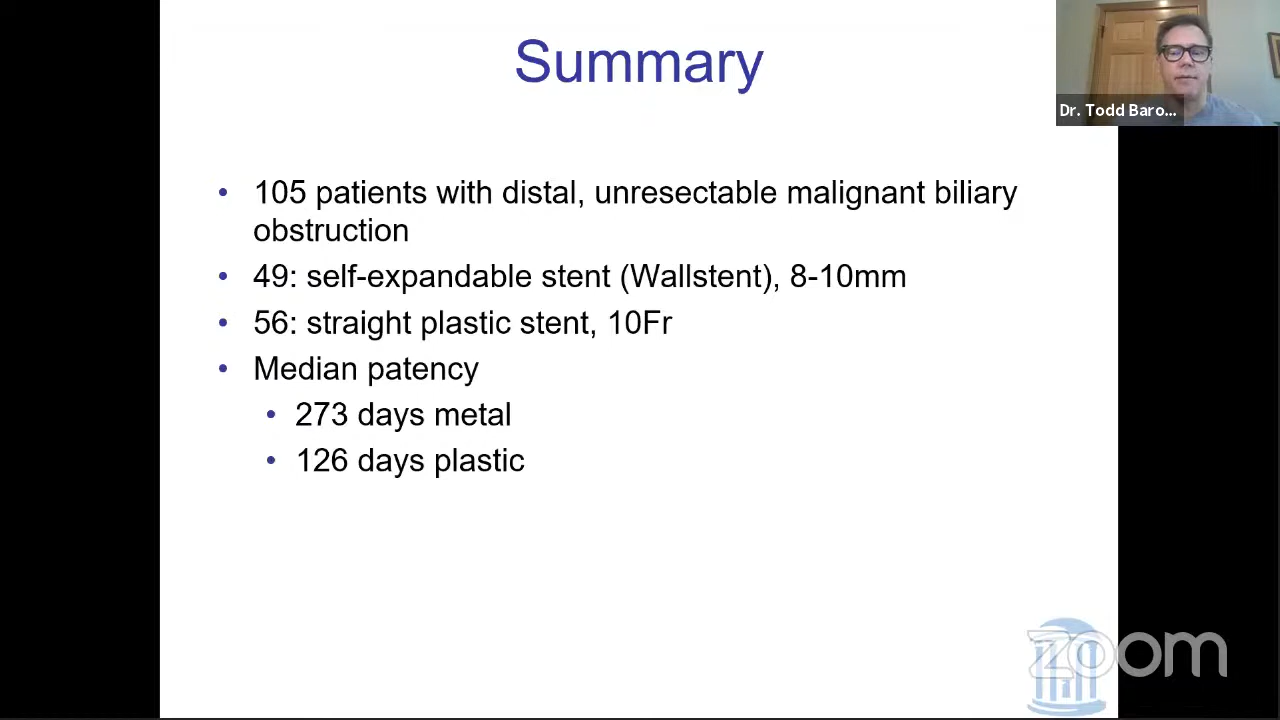 Summary
Dr. Todd Baro...
• 105 patients with distal, unresectable malignant biliary
obstruction
• 49: self-expandable stent (Wallstent), 8-10mm
• 56: straight plastic stent, 10Fr
• Median patency
• 273 days metal
• 126 days plastic
zoom